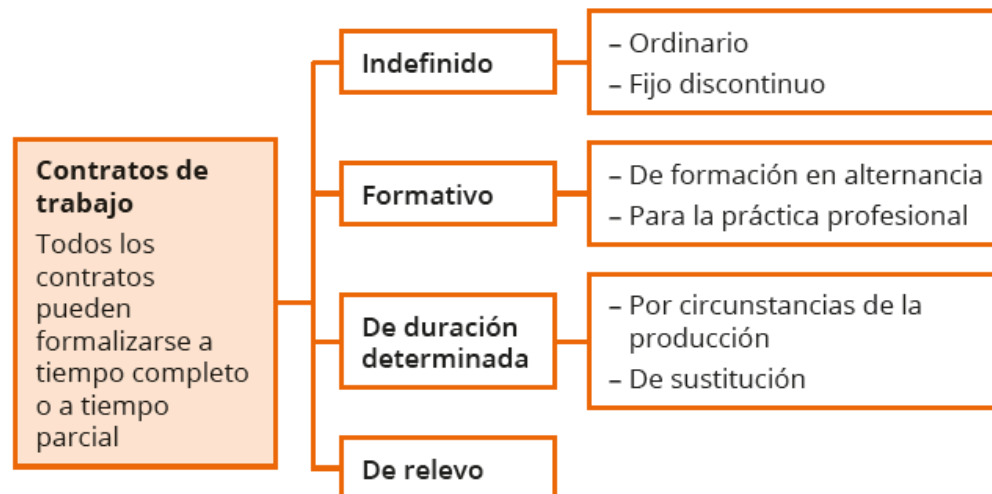 Contratos de
trabajo
Todos los
contratos
pueden
formalizarse a
tiempo completo
o a tiempo
parcial
Indefinido
– Ordinario
– Fijo discontinuo
Formativo
– De formación en alternancia
– Para la práctica profesional
De duración
determinada
– Por circunstancias de la
producción
– De sustitución
De relevo